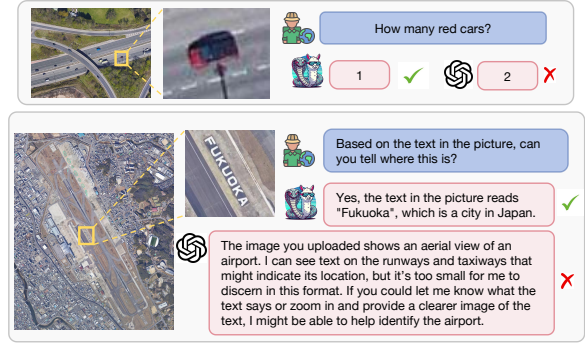 How many red cars?
1
2
FUKUOKA
Based on the text in the picture, can
you tell where this is?
Yes, the text in the picture reads
"Fukuoka", which is a city in Japan.
The image you uploaded shows an aerial view of an
airport. I can see text on the runways and taxiways that
might indicate its location, but it's too small for me to
discern in this format. If you could let me know what the
text says or zoom in and provide a clearer image of the
text, I might be able to help identify the airport.